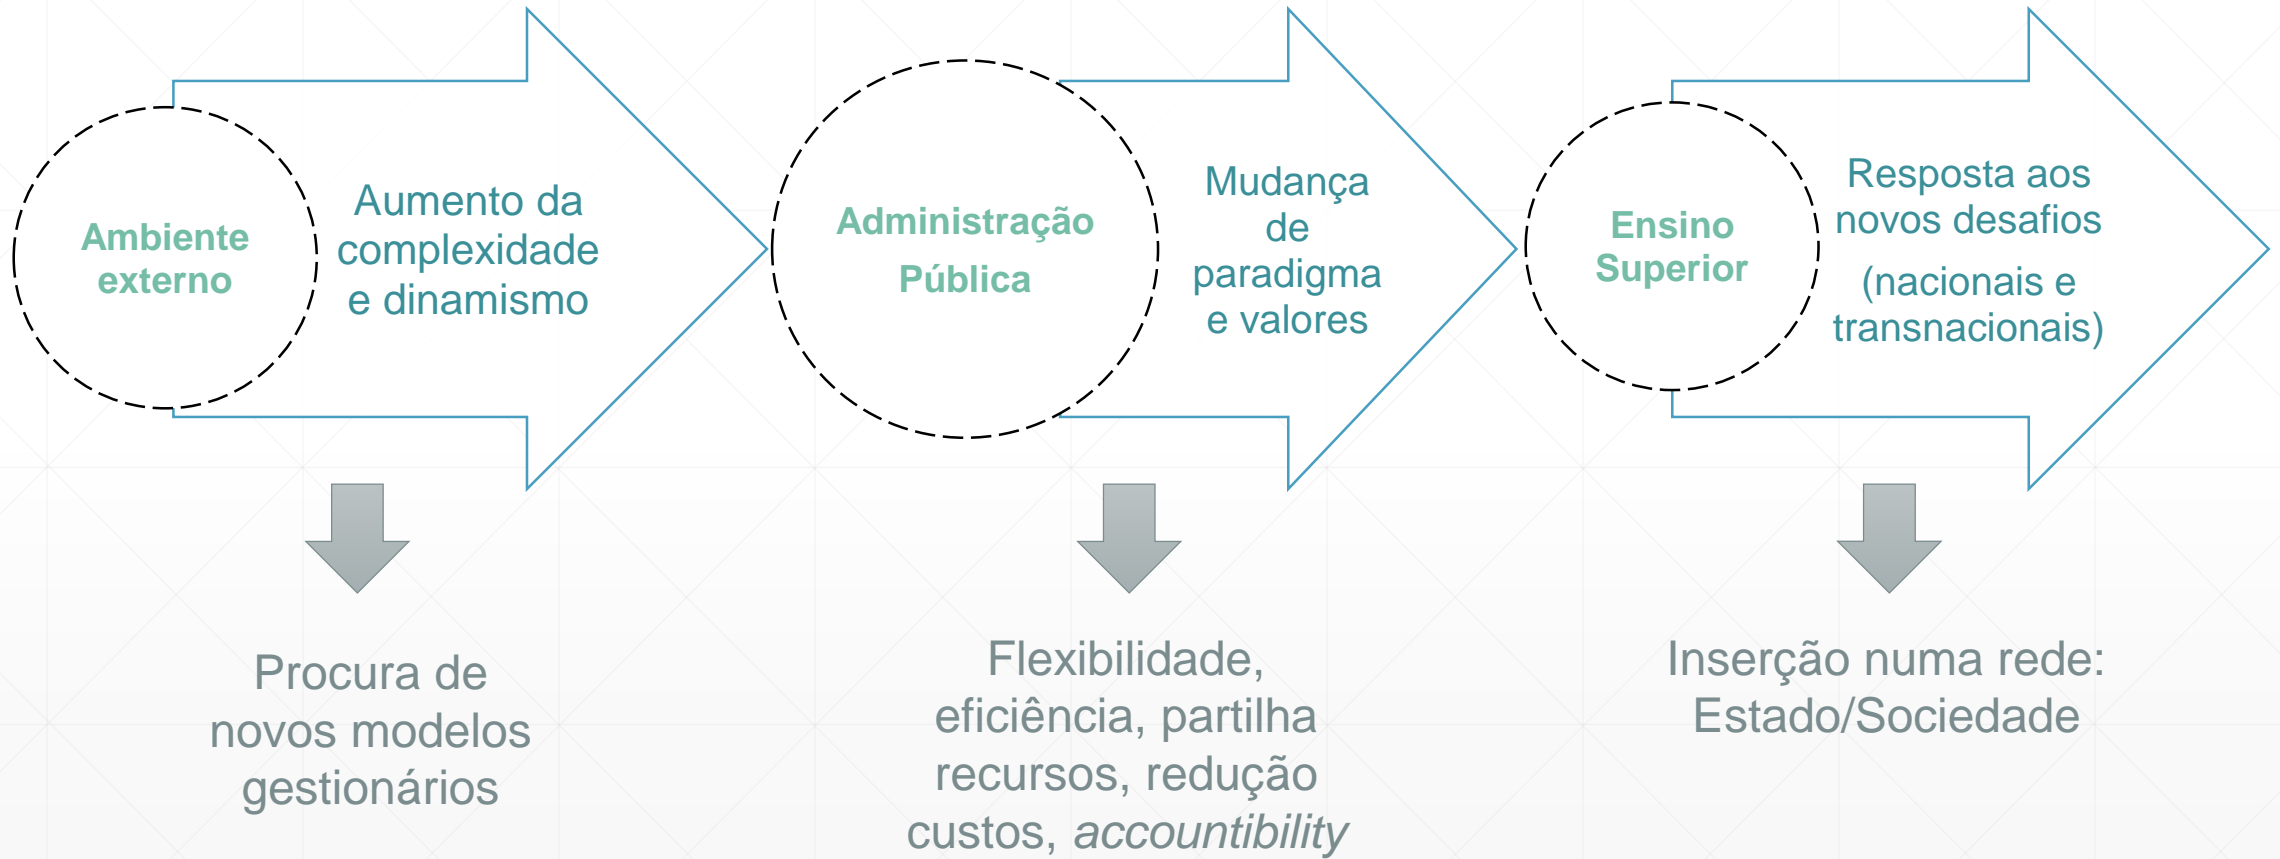 Ambiente
externo
Aumento da
complexidade
e dinamismo
Administração
Pública
Mudança
de
paradigma
e valores
Ensino
Superior
Resposta aos
novos desafios
(nacionais e
transnacionais)
Procura de
novos modelos
gestionários
Flexibilidade,
eficiência, partilha
recursos, redução
custos, accountibility
Inserção numa rede:
Estado/Sociedade